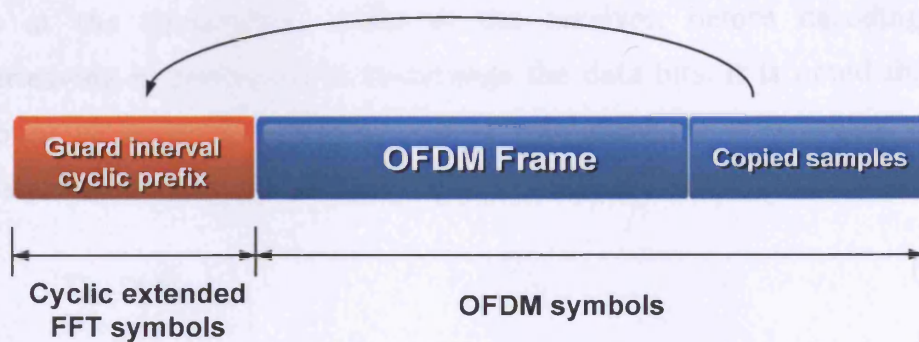 Guard interval
cyclic prefix
OFDM Frame
Copied samples
Cyclic extended
FFT symbols
OFDM symbols